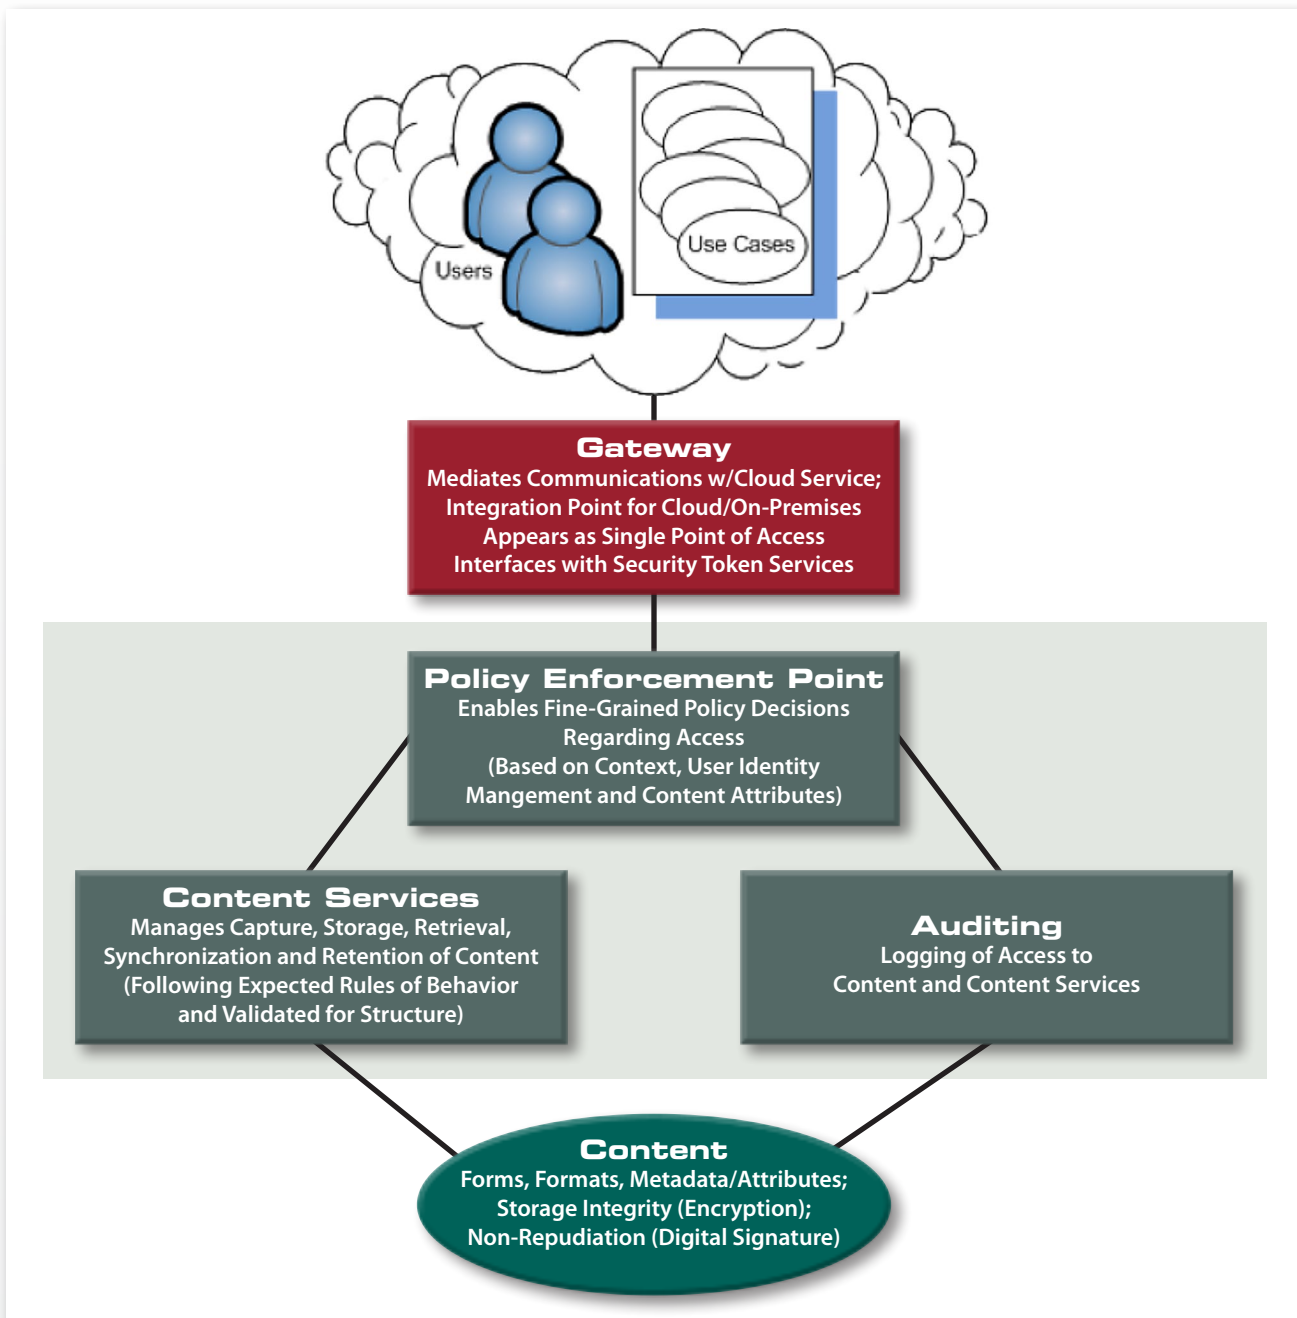 Users
Use Cases
Gateway
Mediates Communications w/Cloud Service;
Integration Point for Cloud/On-Premises
Appears as Single Point of Access
Interfaces with Security Token Services
Policy Enforcement Point
Enables Fine-Grained Policy Decisions
Regarding Access
(Based on Context, User Identity
Mangement and Content Attributes)
Content Services
Manages Capture, Storage, Retrieval,
Synchronization and Retention of Content
(Following Expected Rules of Behavior
and Validated for Structure)
Auditing
Logging of Access to
Content and Content Services
Content
Forms, Formats, Metadata/Attributes;
Storage Integrity (Encryption);
Non-Repudiation (Digital Signature)